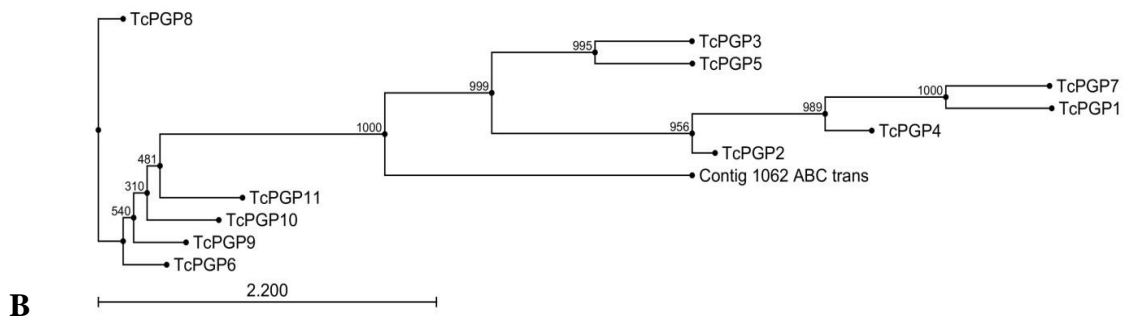 TcPGP8
TcPGP3
995
TcPGP5
999
TcPGP7
1000
TcPGP1
989
TcPGP4
1000
956
TcPGP2
481
Contig 1062 ABC trans
310
TcPGP11
540
TcPGP10
TcPGP9
TcPGP6
2.200
B